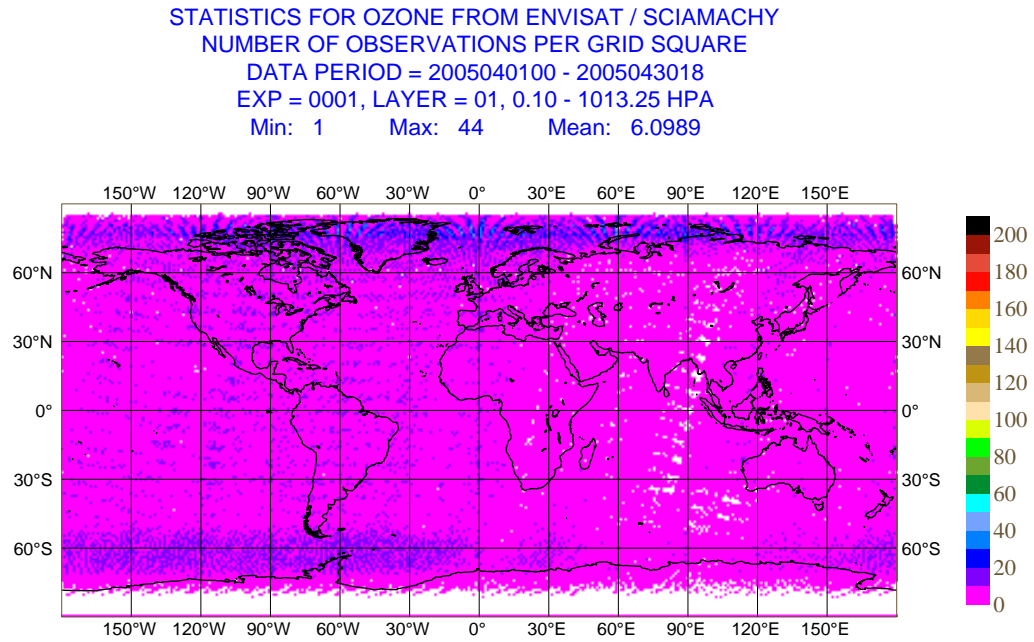 STATISTICS FOR OZONE FROM ENVISAT / SCIAMACHY
NUMBER OF OBSERVATIONS PER GRID SQUARE
DATA PERIOD = 2005040100 - 2005043018
EXP = 0001, LAYER = 01, 0.10 - 1013.25 HPA
Min: 1 Max: 44 Mean: 6.0989
150°W 120°W 90°W 60°W 30°W 0° 30°E 60°E 90°E 120°E 150°E
60°N 60°N
30°N 30°N
0° 0°
30°S 30°S
60°S 60°S
150°W 120°W 90°W 60°W 30°W 0° 30°E 60°E 90°E 120°E 150°E
200
180
160
140
120
100
80
60
40
20
0